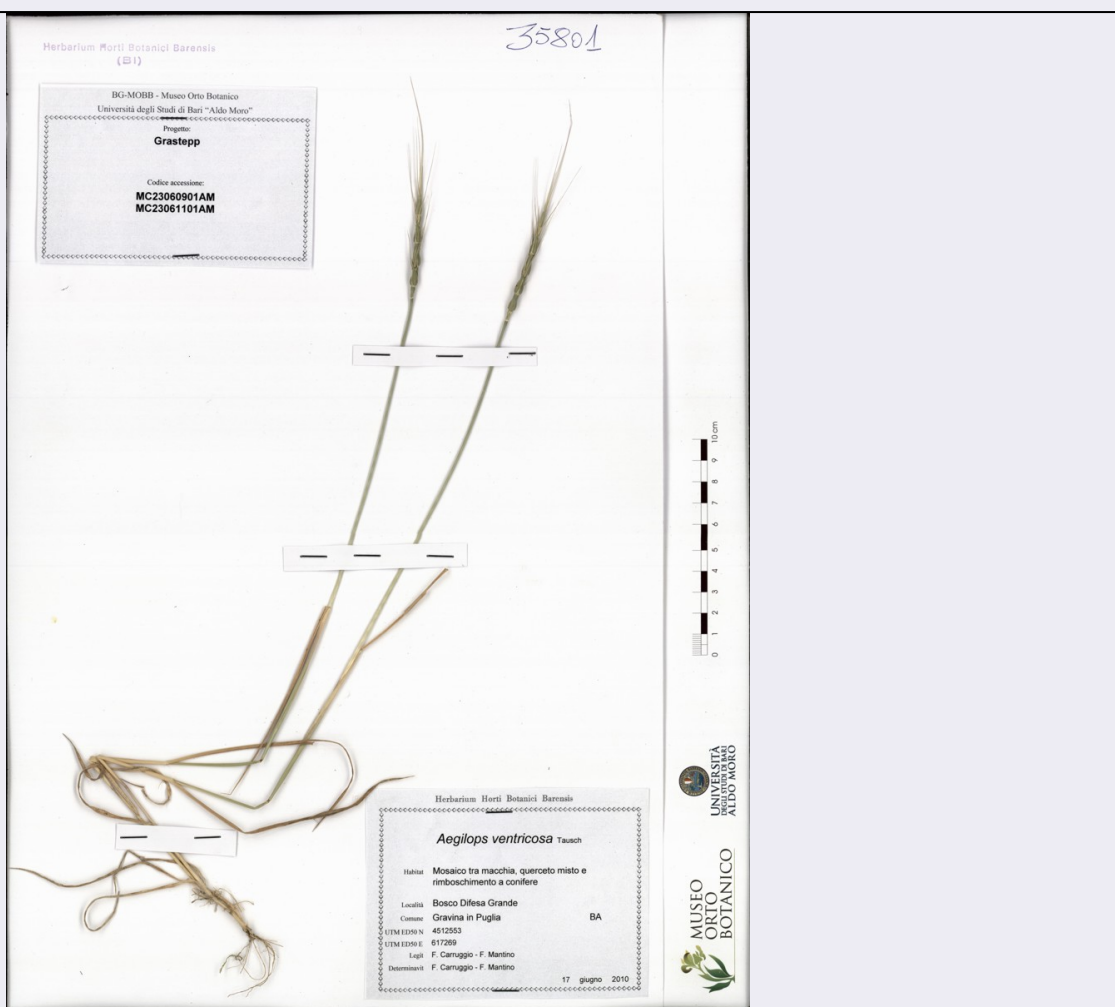 Herbarium Horti Botanici Barensis
(BI)
35801
BG-MOBB - Museo Orto Botanico
Università degli Studi di Bari "Aldo Moro"
Progetto:
Grastepp
Codice accessione:
MC23060901AM
MC23061101AM
10 cm
9
8
7
6
5
4
3
2
1
0
UNIVERSITÀ
DEGLI STUDI DI BARI
ALDO MORO
MUSEO
ORTO
BOTANICO
Herbarium Horti Botanici Barensis
Aegilops ventricosa Tausch
Habitat Mosaico tra macchia, querceto misto e
rimboschimento a conifere
Località Bosco Difesa Grande
Comune Gravina in Puglia BA
UTM ED50 N 4512553
UTM ED50 E 617269
Legit F. Carruggio - F. Mantino
Determinavit F. Carruggio - F. Mantino
17 giugno 2010